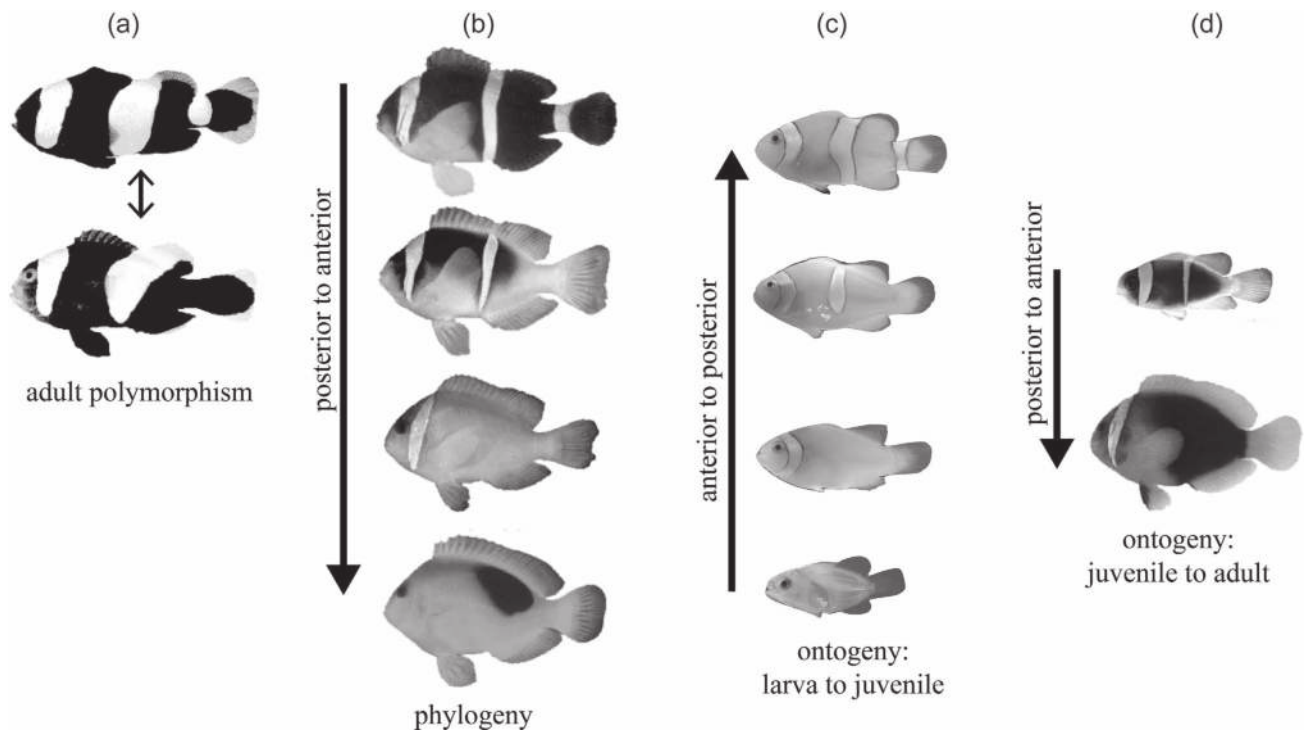 (a)
(b)
(c)
(d)
adult polymorphism
posterior to anterior
phylogeny
anterior to posterior
ontogeny:
larva to juvenile
posterior to anterior
ontogeny:
juvenile to adult